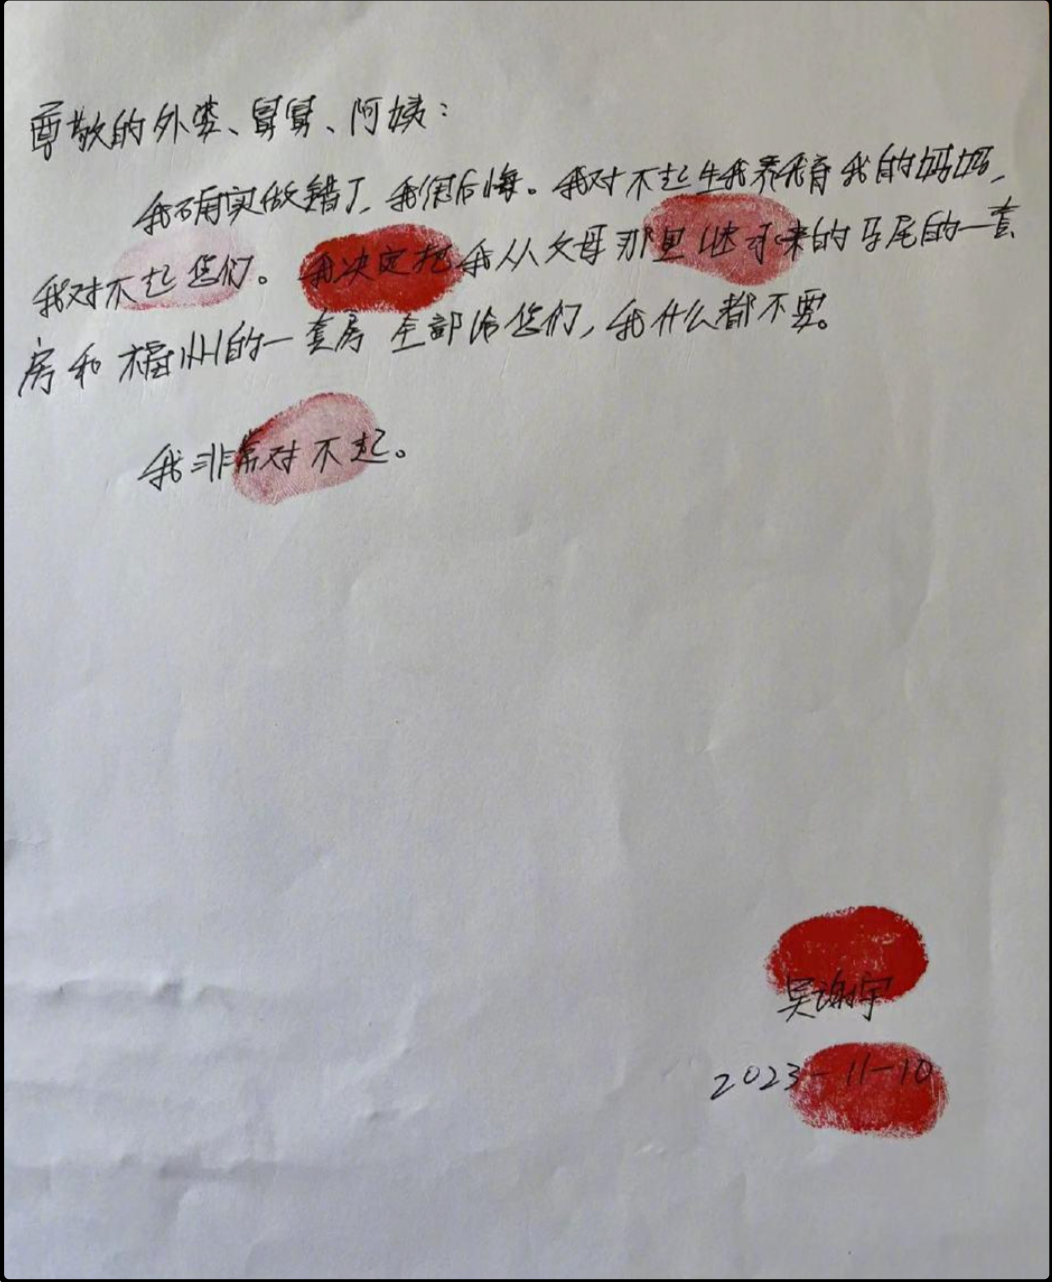 尊敬的外婆、舅舅、阿姨：
我确实做错了，我很后悔。我对不起生我养我育我的妈妈，
我对不起您们。我决定把我从父母那里继承来的马尾的一套
房和福州的一套房全部给您们，我什么都不要。
我非常对不起。
吴谢宇
2023-11-10